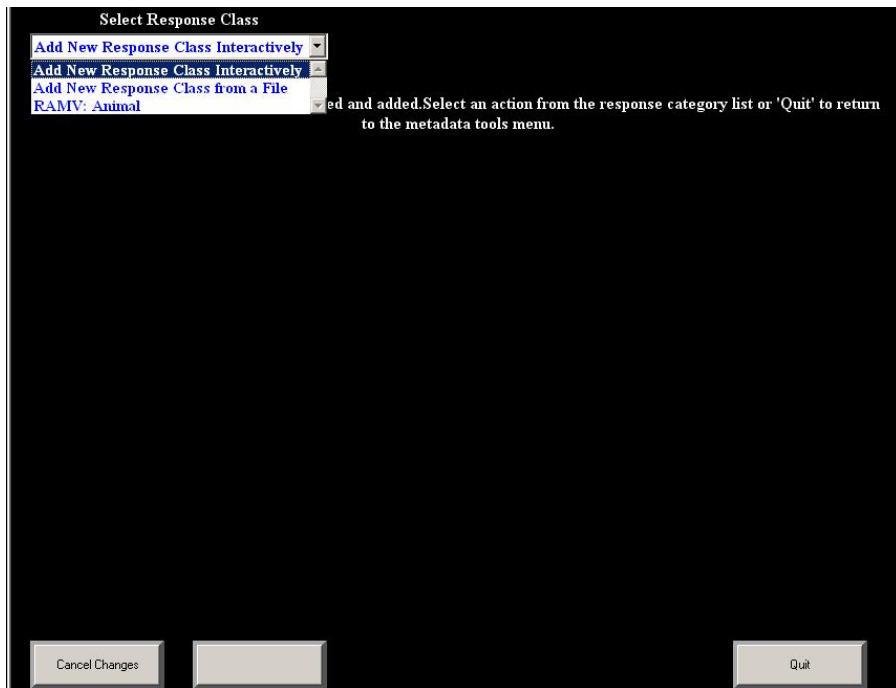 Select Response Class
Add New Response Class Interactively
Add New Response Class Interactively
Add New Response Class from a File
RAMV: Animal
ed and added.Select an action from the response category list or 'Quit' to return
to the metadata tools menu.
Cancel Changes
Quit